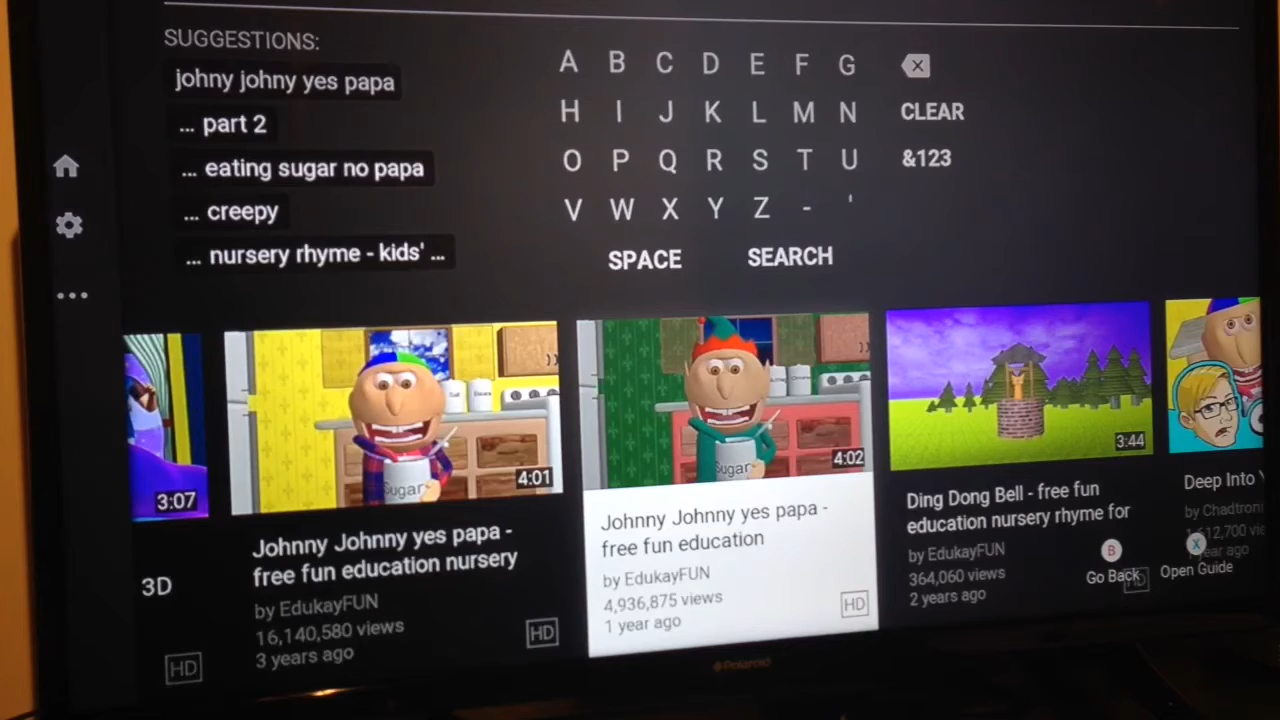 SUGGESTIONS:
johny johny yes papa
... part 2
... eating sugar no papa
... creepy
... nursery rhyme - kids' ...
A B C D E F G
H I J K L M N
O P Q R S T U
V W X Y Z - '
CLEAR
&123
SPACE
SEARCH
3:07
3D
HD
Sugar
4:01
Johnny Johnny yes papa -
free fun education nursery
by EdukayFUN
16,140,580 views
3 years ago
HD
Sugar
4:02
Johnny Johnny yes papa -
free fun education
by EdukayFUN
4,936,875 views
1 year ago
HD
3:44
Ding Dong Bell - free fun
education nursery rhyme for
by EdukayFUN
364,060 views
2 years ago
HD
Deep Into
by Chadtroni
B
Go Back
X
Open Guide
Polaroid